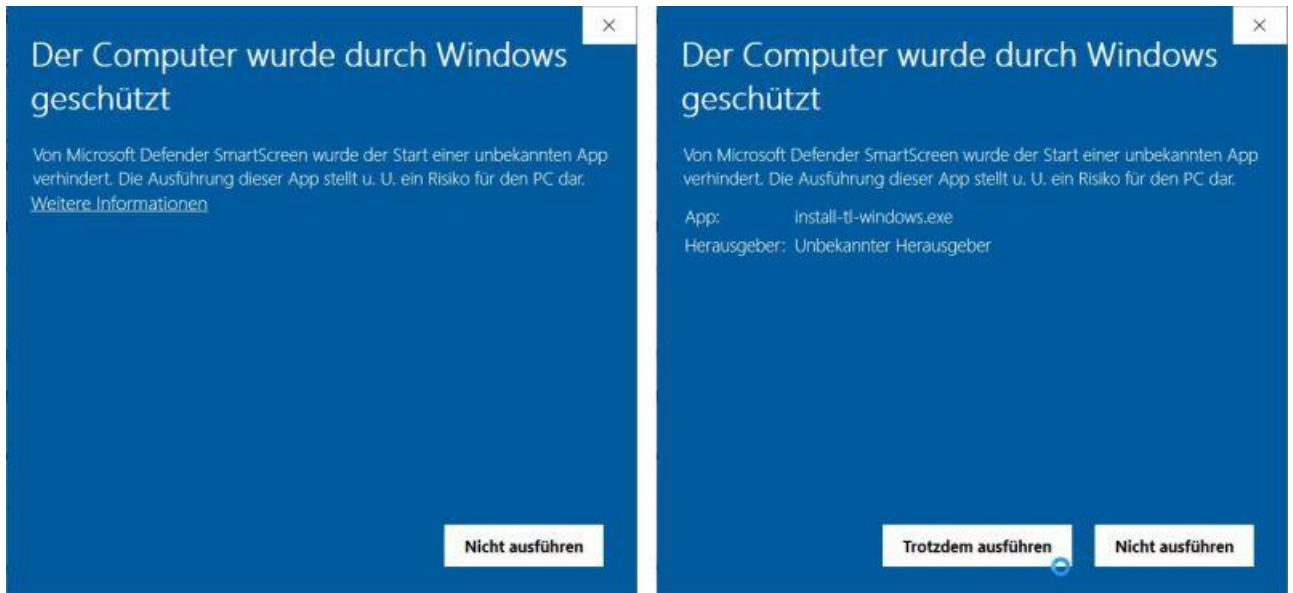 Der Computer wurde durch Windows
geschützt
Von Microsoft Defender SmartScreen wurde der Start einer unbekannten App
verhindert. Die Ausführung dieser App stellt u. U. ein Risiko für den PC dar.
Weitere Informationen
Nicht ausführen
Der Computer wurde durch Windows
geschützt
Von Microsoft Defender SmartScreen wurde der Start einer unbekannten App
verhindert. Die Ausführung dieser App stellt u. U. ein Risiko für den PC dar.
App: install-tl-windows.exe
Herausgeber: Unbekannter Herausgeber
Trotzdem ausführen Nicht ausführen